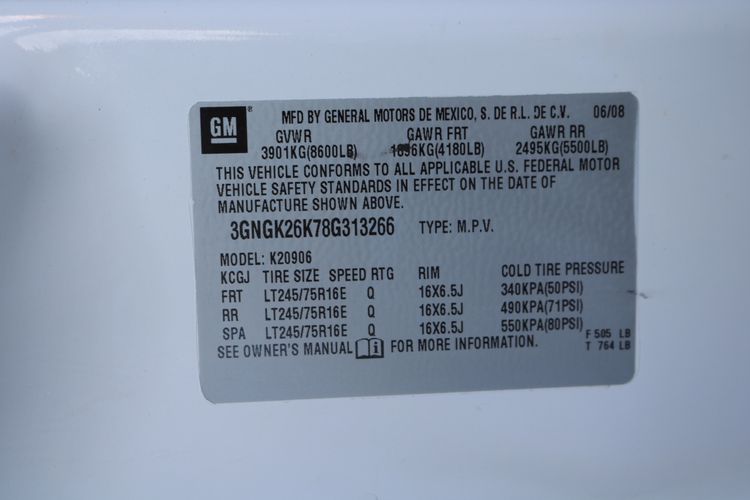 GM ® MFD BY GENERAL MOTORS DE MEXICO, S. DE R.L. DE C.V. 06/08
GVWR GAWR FRT GAWR RR
3901KG(8600LB) 1896KG(4180LB) 2495KG(5500LB)
THIS VEHICLE CONFORMS TO ALL APPLICABLE U.S. FEDERAL MOTOR
VEHICLE SAFETY STANDARDS IN EFFECT ON THE DATE OF
MANUFACTURE SHOWN ABOVE.
3GNGK26K78G313266 TYPE: M.P.V.
MODEL: K20906
KCGJ TIRE SIZE SPEED RTG RIM COLD TIRE PRESSURE
FRT LT245/75R16E Q 16X6.5J 340KPA(50PSI)
RR LT245/75R16E Q 16X6.5J 490KPA(71PSI)
SPA LT245/75R16E Q 16X6.5J 550KPA(80PSI)
F 505 LB
SEE OWNER'S MANUAL FOR MORE INFORMATION. T 764 LB